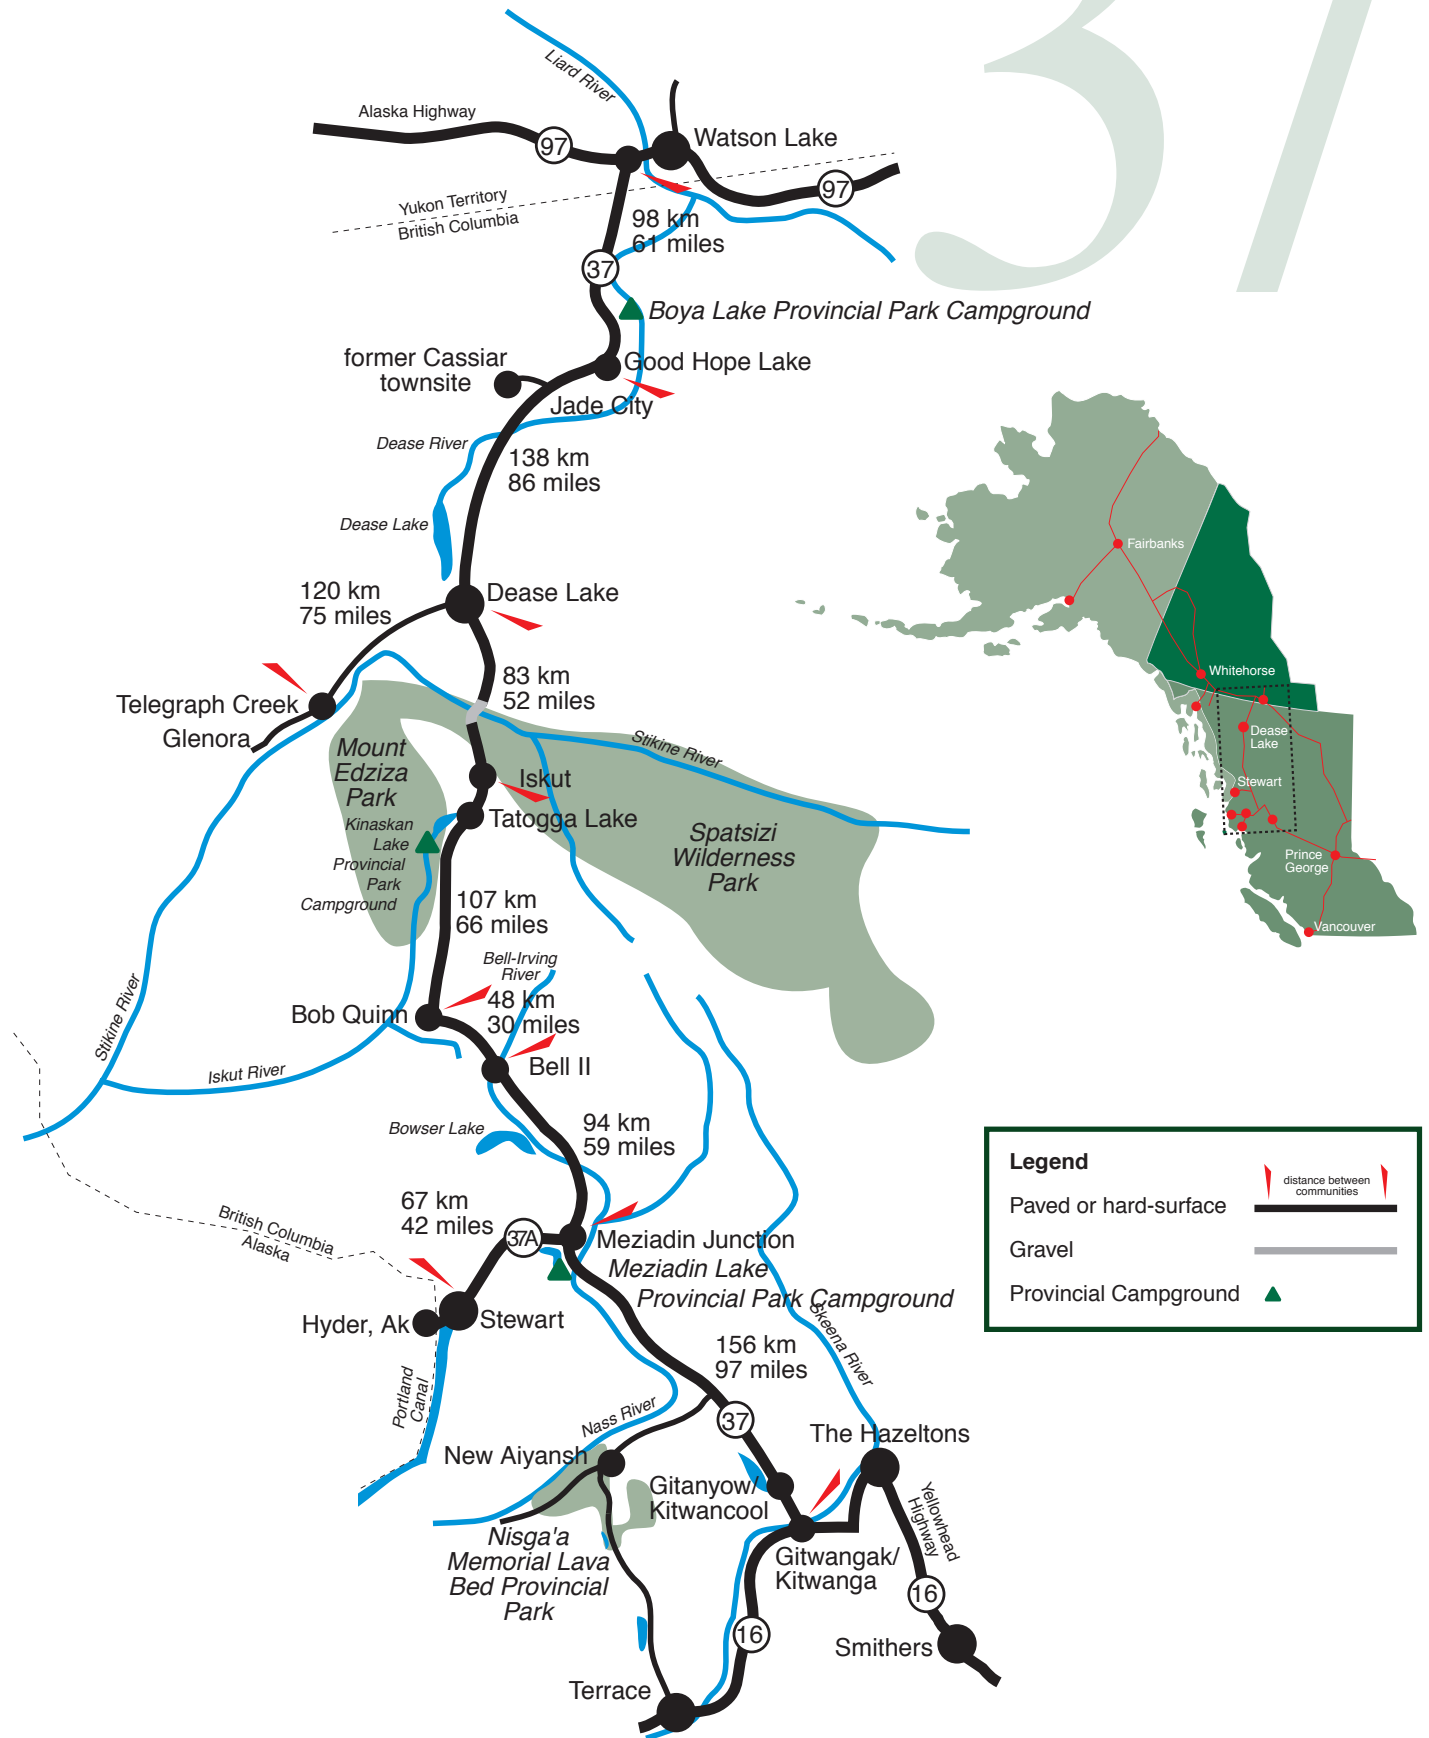 37
Liard River
Alaska Highway
97
Watson Lake
97
Yukon Territory
British Columbia
98 km
61 miles
37
Boya Lake Provincial Park Campground
former Cassiar
townsite
Good Hope Lake
Jade City
Dease River
138 km
86 miles
Dease Lake
120 km
75 miles
Dease Lake
83 km
52 miles
Telegraph Creek
Glenora
Mount
Edziza
Park
Stikine River
Iskut
Tatogga Lake
Kinaskan
Lake
Provincial
Park
Campground
Spatsizi
Wilderness
Park
107 km
66 miles
Bell-Irving
River
48 km
30 miles
Bob Quinn
Stikine River
Bell II
Iskut River
Bowser Lake
94 km
59 miles
67 km
42 miles
British Columbia
Alaska
37A
Meziadin Junction
Meziadin Lake
Provincial Park Campground
Hyder, Ak
Stewart
Skeena River
156 km
97 miles
Portland
Canal
Nass River
37
The Hazeltons
New Aiyansh
Gitanyow/
Kitwancool
Yellowhead
Highway
Nisga'a
Memorial Lava
Bed Provincial
Park
Gitwangak/
Kitwanga
16
16
Smithers
Terrace
Fairbanks
Whitehorse
Dease
Lake
Stewart
Prince
George
Vancouver
Legend
distance between
communities
Paved or hard-surface
Gravel
Provincial Campground